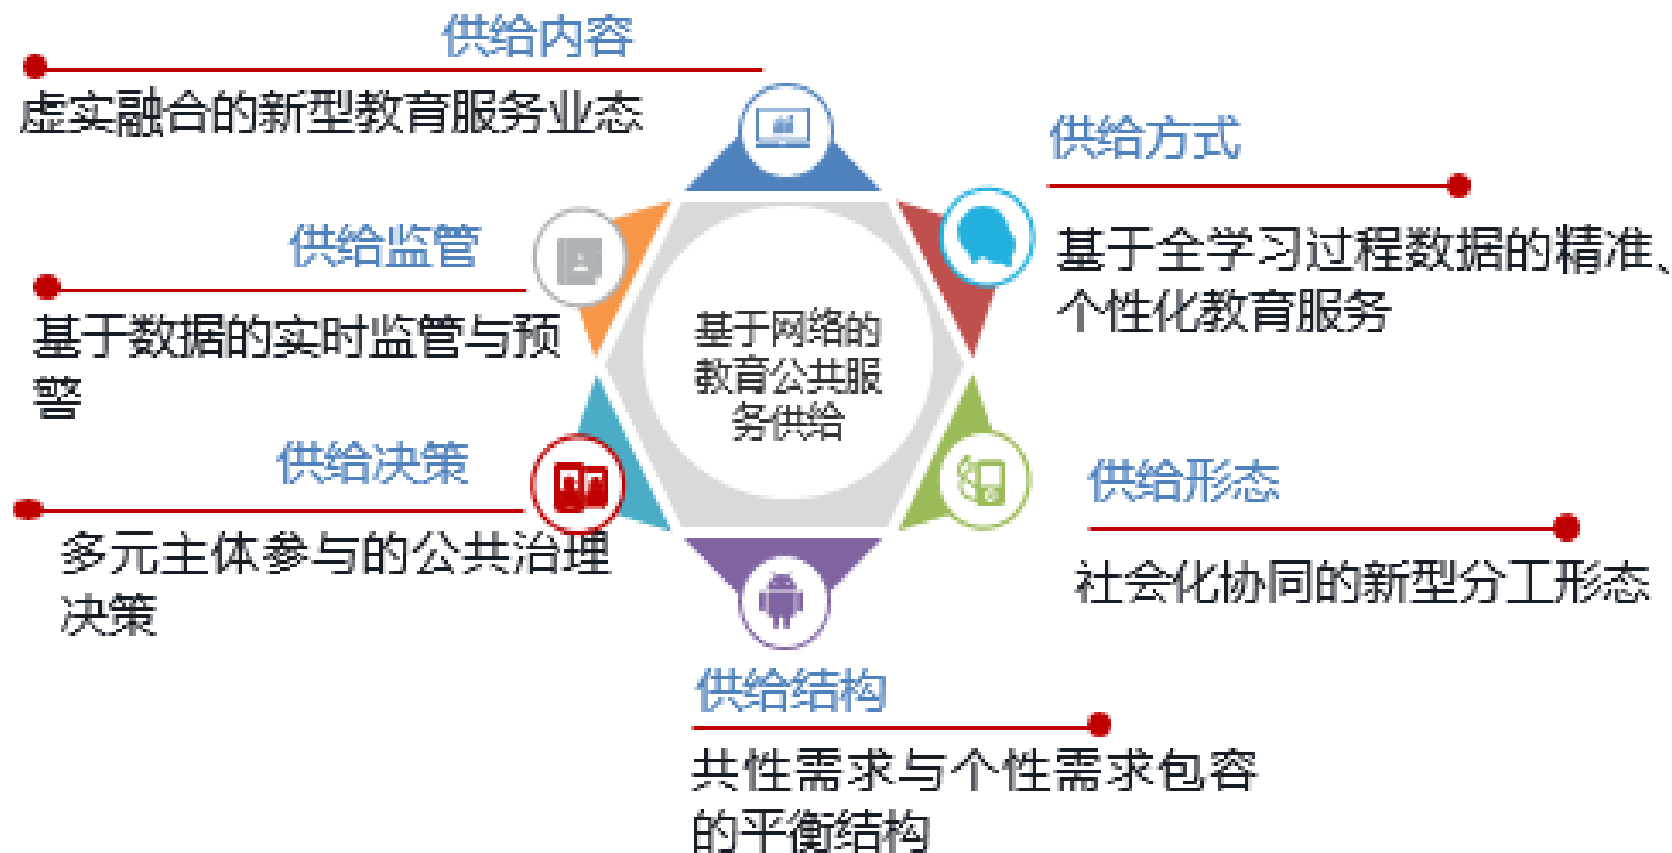 供给内容
虚实融合的新型教育服务业态
供给方式
基于全学习过程数据的精准、
个性化教育服务
供给监管
基于数据的实时监管与预
警
基于网络的
教育公共服
务供给
供给决策
多元主体参与的公共治理
决策
供给形态
社会化协同的新型分工形态
供给结构
共性需求与个性需求包容
的平衡结构